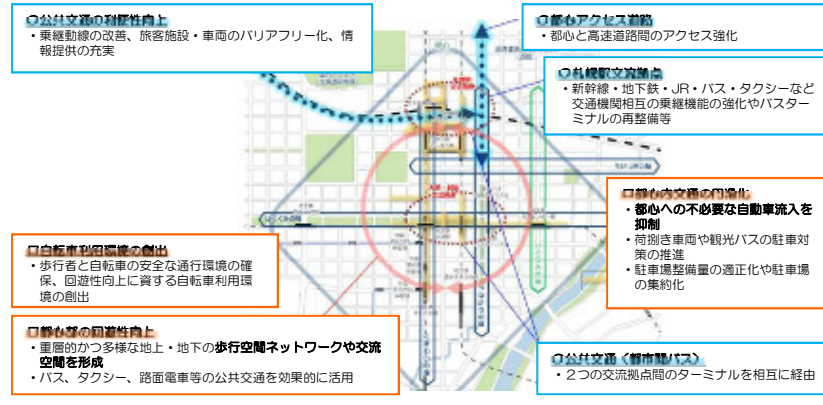 □公共交通の利便性向上
・乗継動線の改善、旅客施設・車両のバリアフリー化、情
報提供の充実
□都心アクセス道路
・都心と高速道路間のアクセス強化
□札幌駅交流拠点
・新幹線・地下鉄・JR・バス・タクシーなど
交通機関相互の乗継機能の強化やバスター
ミナルの再整備等
□都心内交通の円滑化
・都心への不必要な自動車流入を
抑制
・荷捌き車両や観光バスの駐車対
策の推進
・駐車場整備量の適正化や駐車場
の集約化
□自転車利用環境の創出
・歩行者と自転車の安全な通行環境の確
保、回遊性向上に資する自転車利用環
境の創出
□都心部の回遊性向上
・重層的かつ多様な地上・地下の歩行空間ネットワークや交流
空間を形成
・バス、タクシー、路面電車等の公共交通を効果的に活用
□公共交通（都市間バス）
・２つの交流拠点間のターミナルを相互に経由